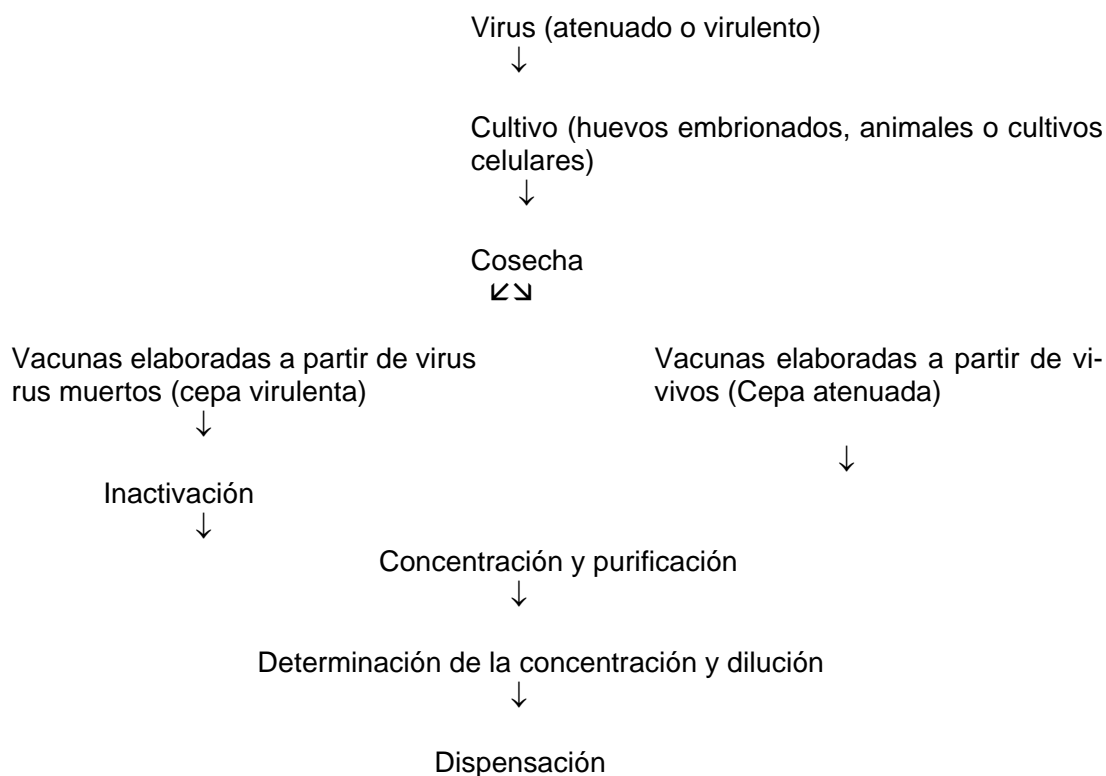 Virus (atenuado o virulento)
↓
Cultivo (huevos embrionados, animales o cultivos
celulares)
↓
Cosecha
↙↘
Vacunas elaboradas a partir de virus
rus muertos (cepa virulenta)
↓
Vacunas elaboradas a partir de vi-
vivos (Cepa atenuada)
↓
Inactivación
↓
Concentración y purificación
↓
Determinación de la concentración y dilución
↓
Dispensación